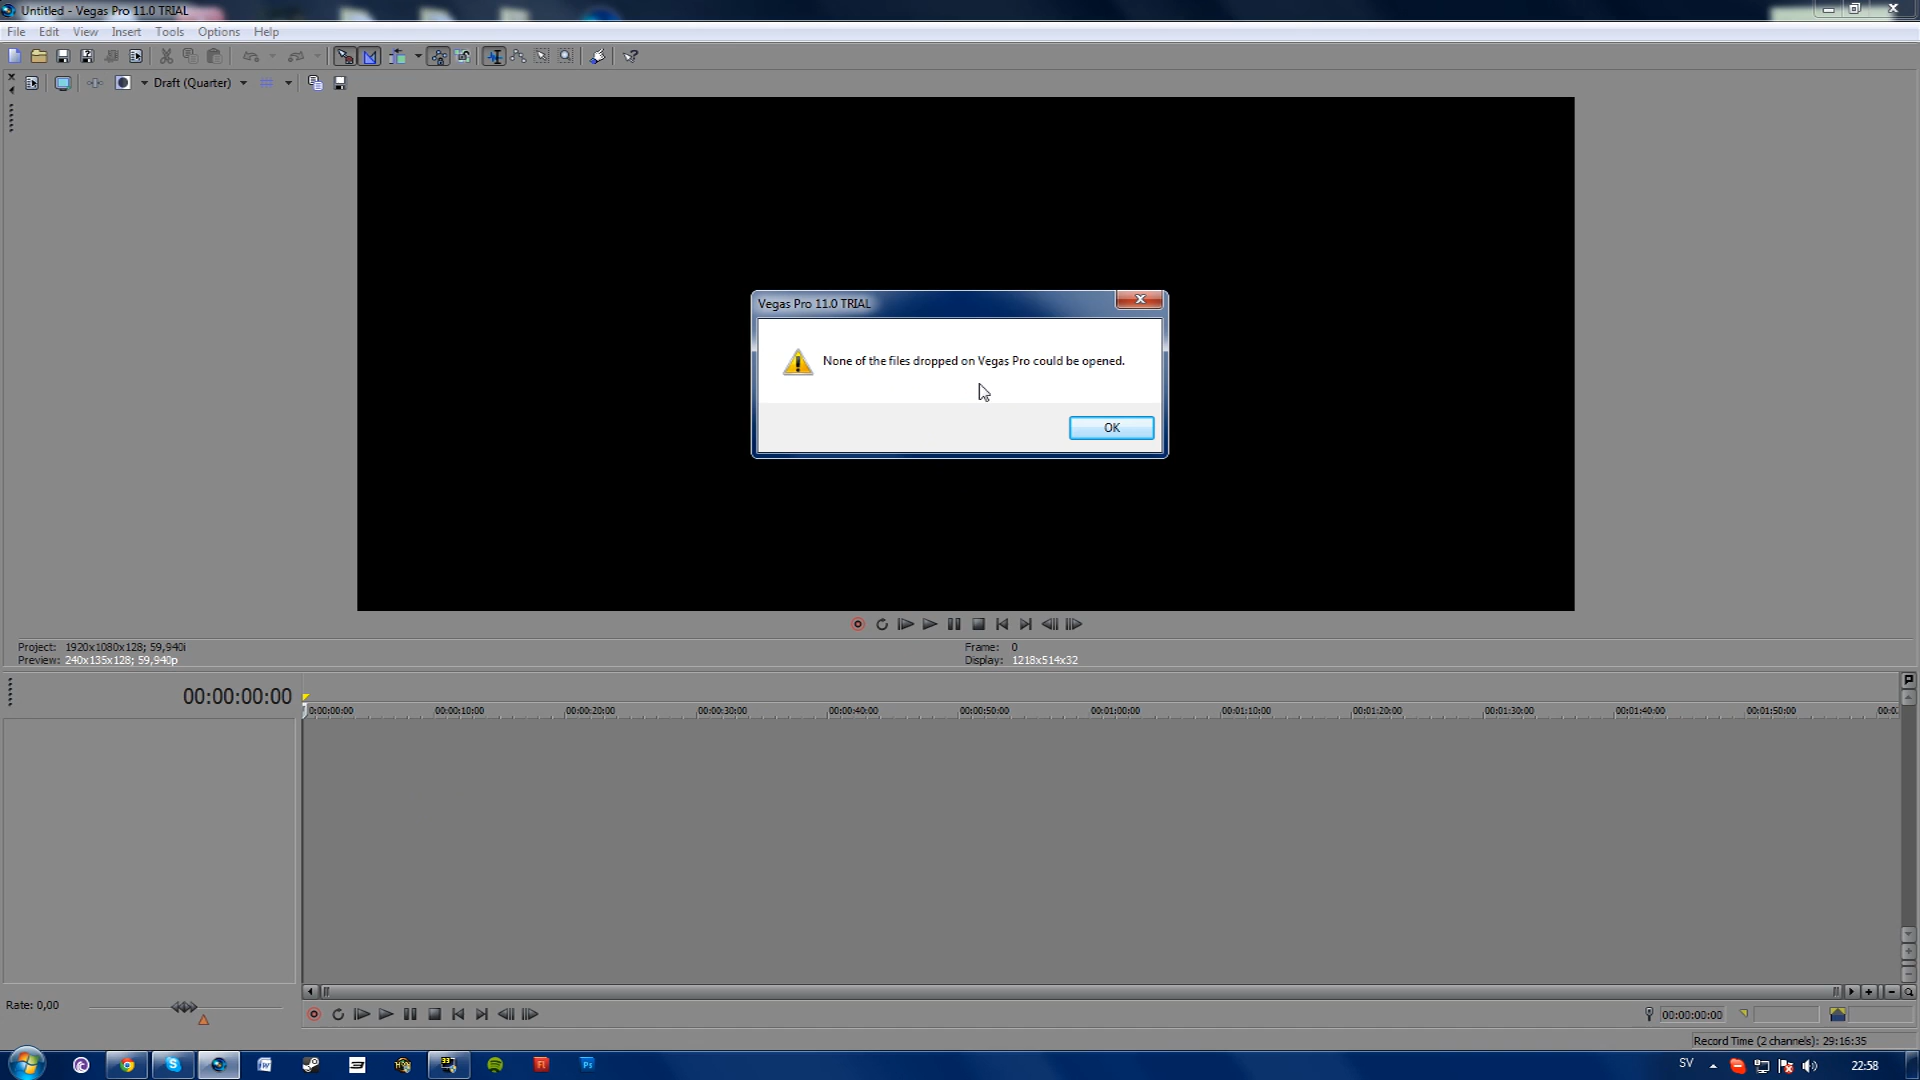 Untitled - Vegas Pro 11.0 TRIAL
File Edit View Insert Tools Options Help
Draft (Quarter)
Vegas Pro 11.0 TRIAL
None of the files dropped on Vegas Pro could be opened.
OK
Project: 1920x1080x128; 59,940i
Preview: 240x135x128; 59,940p
Frame: 0
Display: 1218x514x32
00:00:00:00
0:00:00:00 00:00:10:00 00:00:20:00 00:00:30:00 00:00:40:00 00:00:50:00 00:01:00:00 00:01:10:00 00:01:20:00 00:01:30:00 00:01:40:00 00:01:50:00 00:0
Rate: 0,00
00:00:00:00
Record Time (2 channels): 29:16:35
SV
22:58